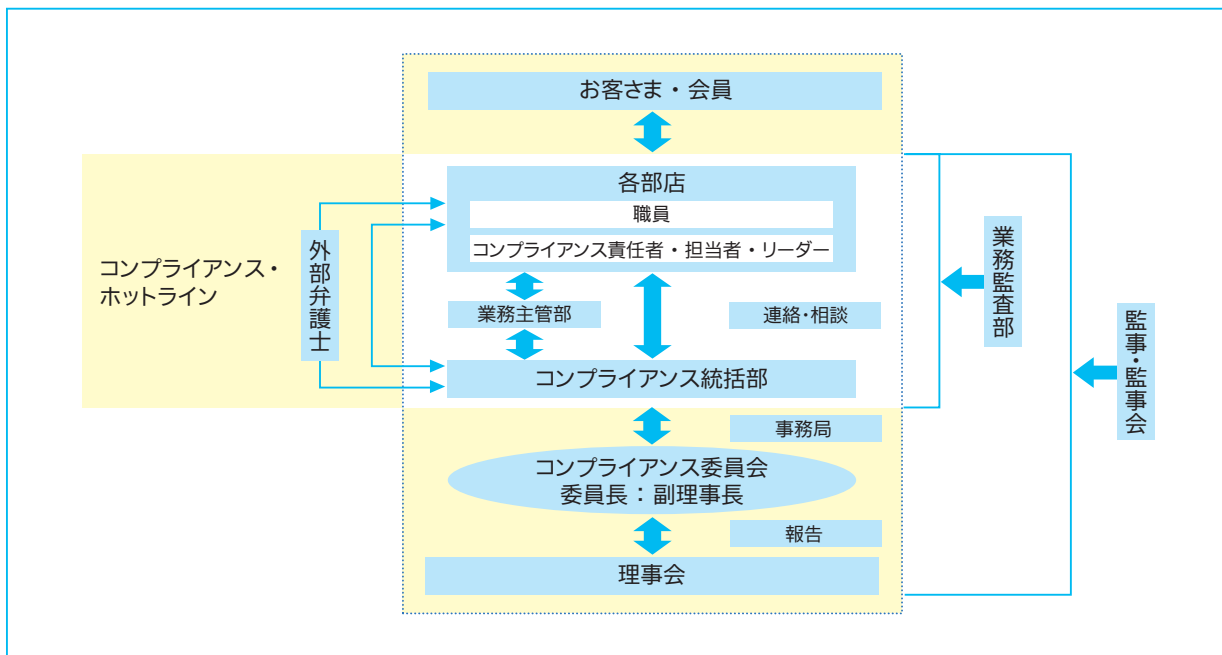 お客さま・会員
各部店
職員
コンプライアンス責任者・担当者・リーダー
コンプライアンス・
ホットライン
外部弁護士
業務主管部
連絡・相談
コンプライアンス統括部
事務局
コンプライアンス委員会
委員長：副理事長
報告
理事会
業務監査部
監事・監事会